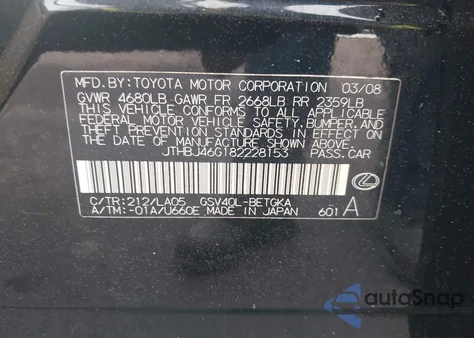 MFD.BY:TOYOTA MOTOR CORPORATION 03/08
GVWR 4680LB GAWR FR 2668LB RR 2359LB
THIS VEHICLE CONFORMS TO ALL APPLICABLE
FEDERAL MOTOR VEHICLE SAFETY, BUMPER, AND
THEFT PREVENTION STANDARDS IN EFFECT ON
THE DATE OF MANUFACTURE SHOWN ABOVE.
JTHBJ46G182228153 PASS.CAR
C/TR:212/LA05 GSV40L-BETGKA
A/TM:-01A/U660E MADE IN JAPAN 601 A
autoSnap